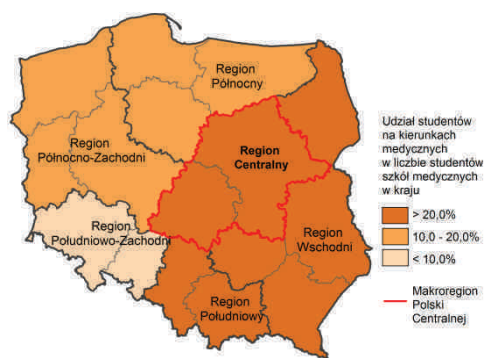 Region
Północny
Region
Północno-Zachodni
Region
Centralny
Region
Południowo-Zachodni
Region
Wschodni
Region
Południowy
Udział studentów
na kierunkach
medycznych
w liczbie studentów
szkół medycznych
w kraju
> 20,0%
10,0 - 20,0%
< 10,0%
Makroregion
Polski
Centralnej